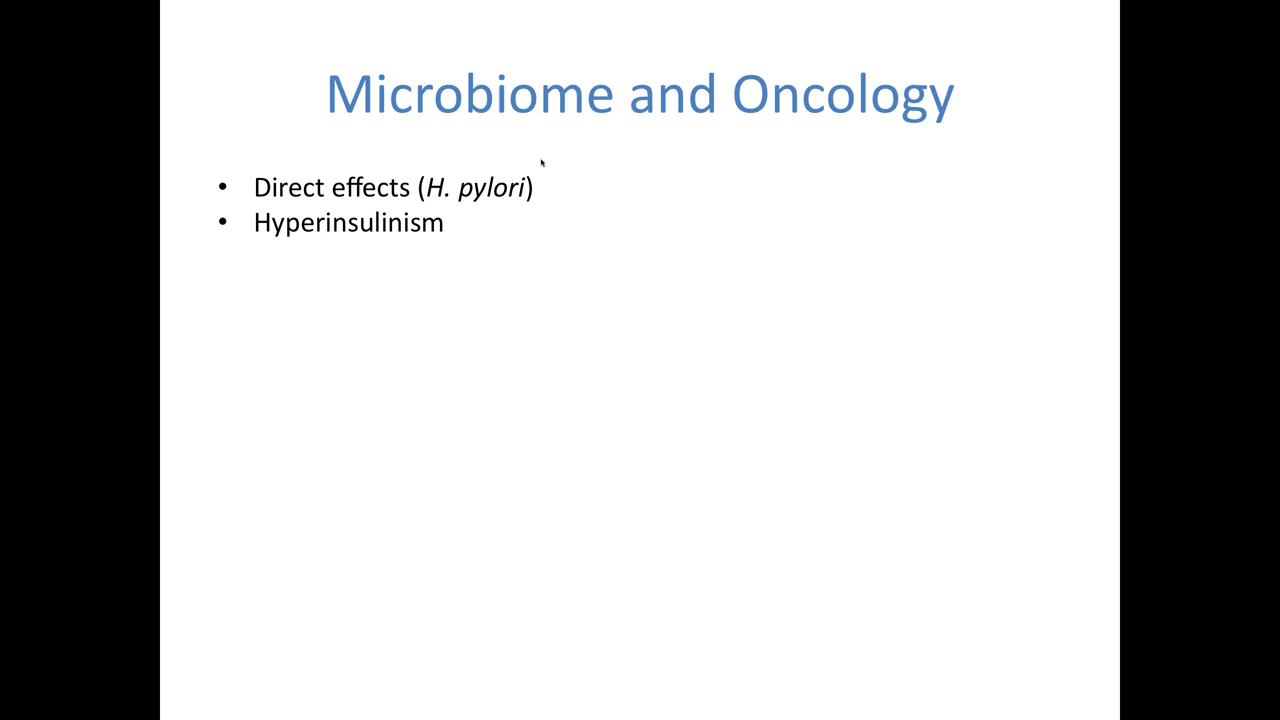 Microbiome and Oncology
• Direct effects (H. pylori)
• Hyperinsulinism